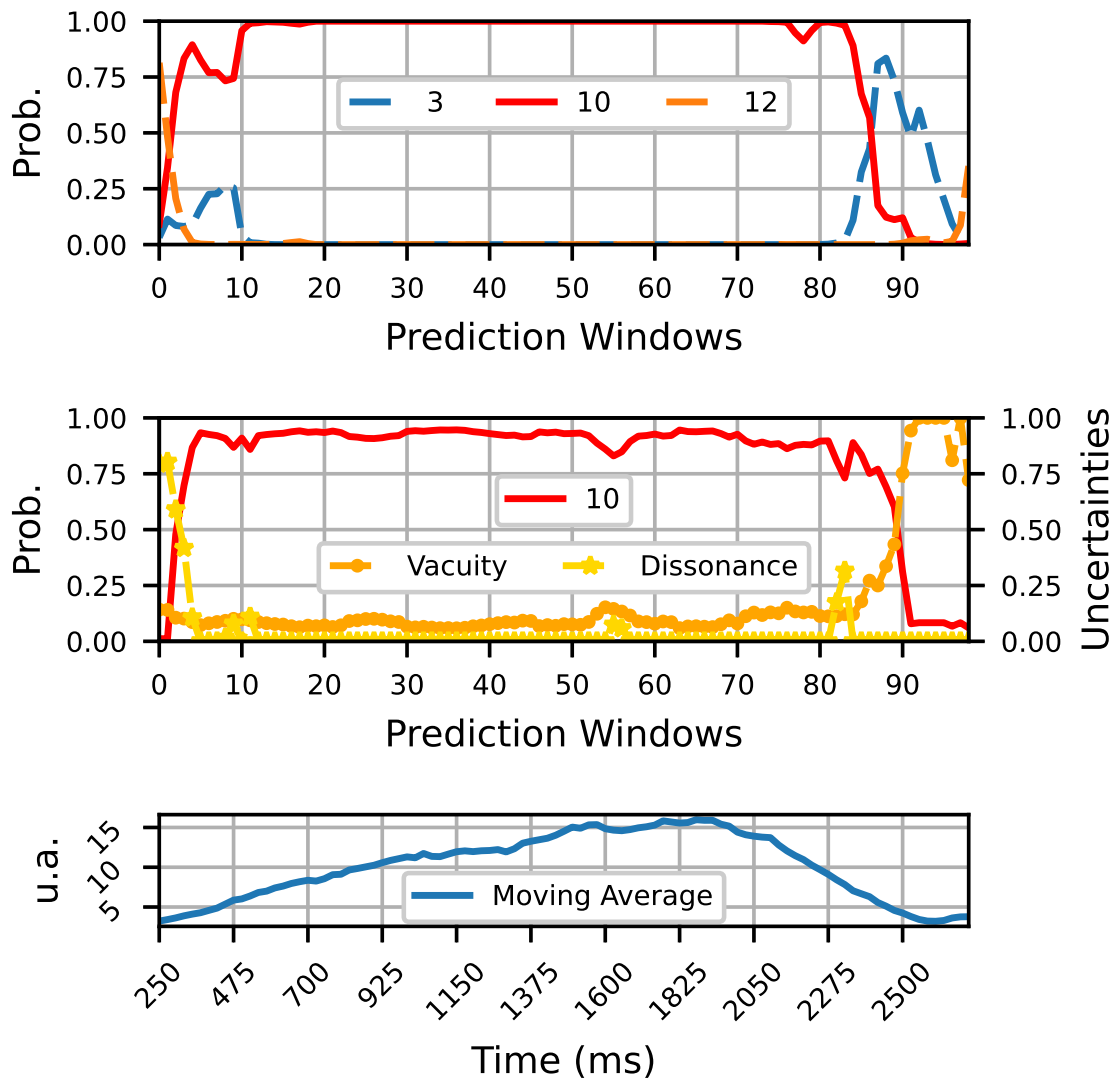 1.00
0.75
0.50
0.25
0.00
Prob.
3 10 12
0 10 20 30 40 50 60 70 80 90
Prediction Windows
1.00
0.75
0.50
0.25
0.00
Prob.
10
Vacuity Dissonance
1.00
0.75
0.50
0.25
0.00
Uncertainties
0 10 20 30 40 50 60 70 80 90
Prediction Windows
15
10
5
u.a.
Moving Average
250 475 700 925 1150 1375 1600 1825 2050 2275 2500
Time (ms)